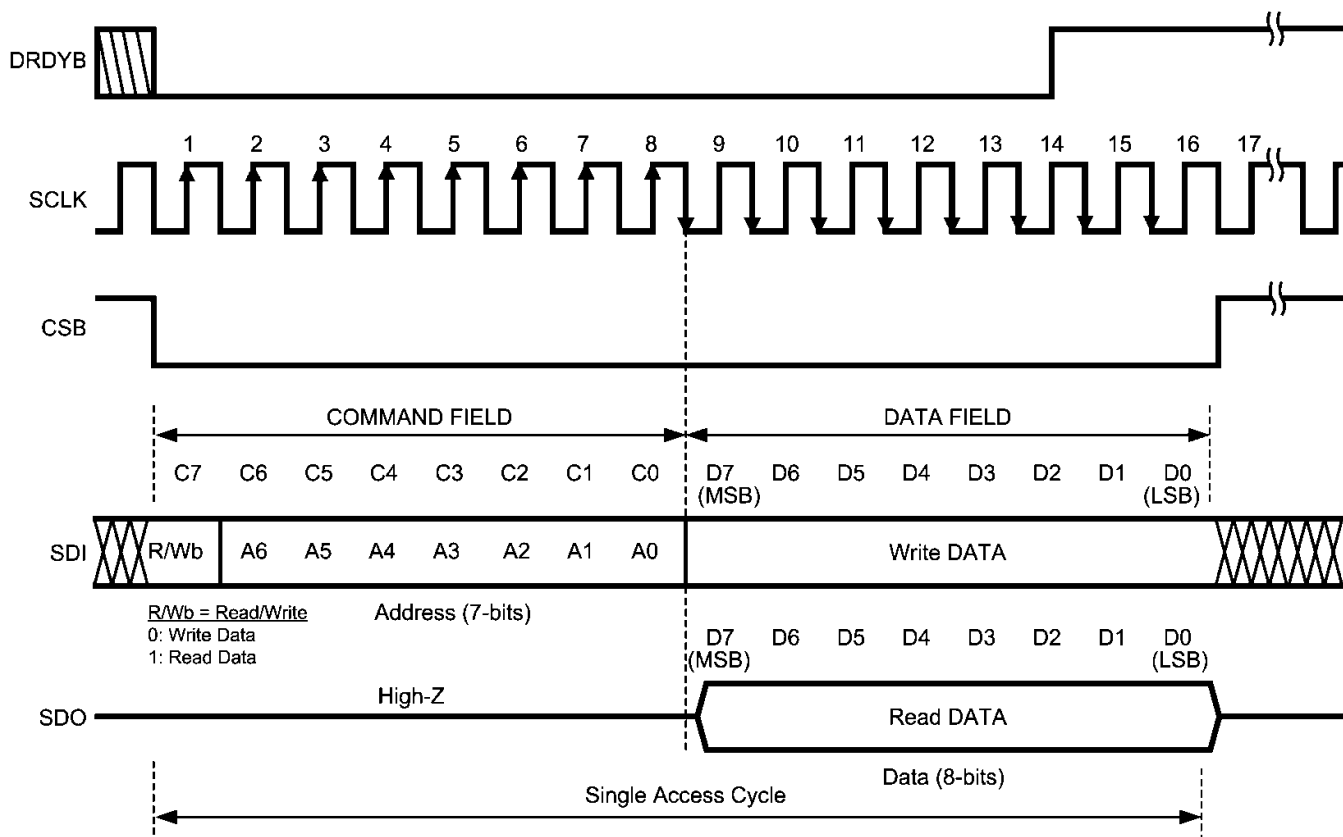 DRDYB
1 2 3 4 5 6 7 8 9 10 11 12 13 14 15 16 17
SCLK
CSB
COMMAND FIELD DATA FIELD
C7 C6 C5 C4 C3 C2 C1 C0 D7 D6 D5 D4 D3 D2 D1 D0
(MSB) (LSB)
SDI R/Wb A6 A5 A4 A3 A2 A1 A0 Write DATA
R/Wb = Read/Write Address (7-bits)
0: Write Data
1: Read Data
D7 D6 D5 D4 D3 D2 D1 D0
(MSB) (LSB)
High-Z
SDO Read DATA
Data (8-bits)
Single Access Cycle